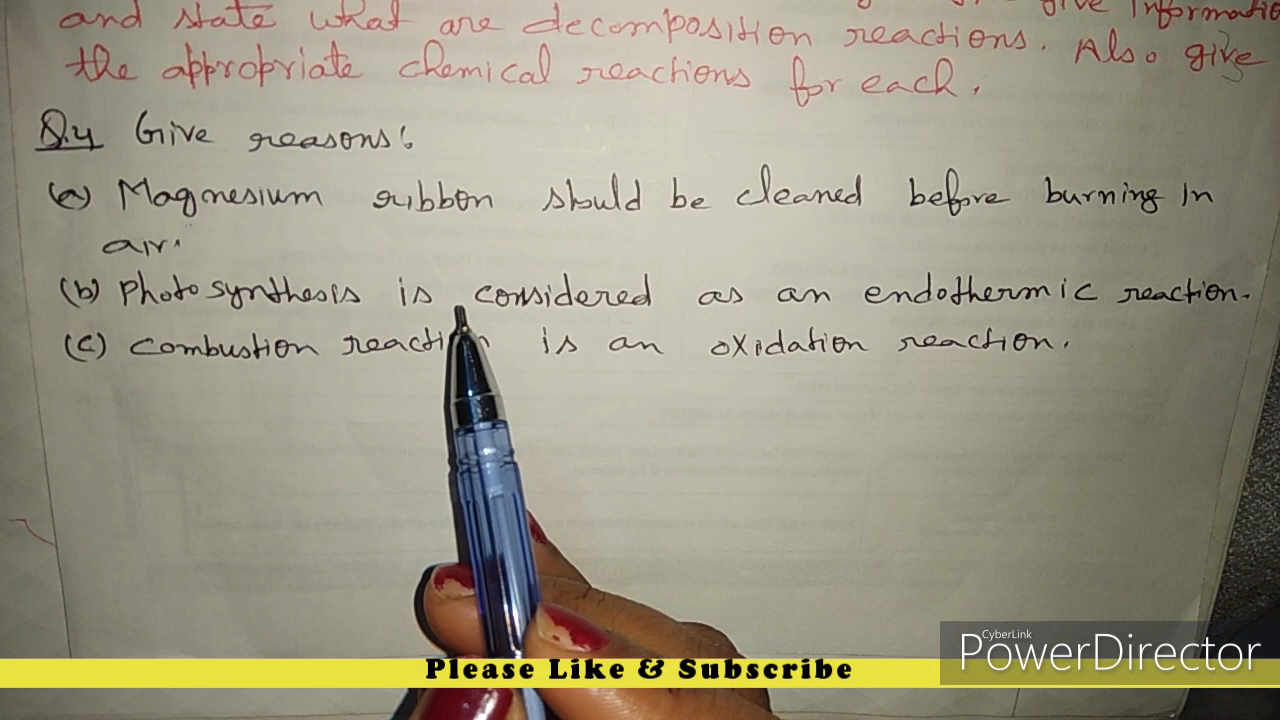 give Informatio
and state what are decomposition reactions. Also give
the appropriate chemical reactions for each.
Q.4 Give reasons:
(a) Magnesium ribbon should be cleaned before burning in
air.
(b) Photosynthesis is considered as an endothermic reaction.
(c) Combustion reaction is an oxidation reaction.
CyberLink
PowerDirector
Please Like & Subscribe